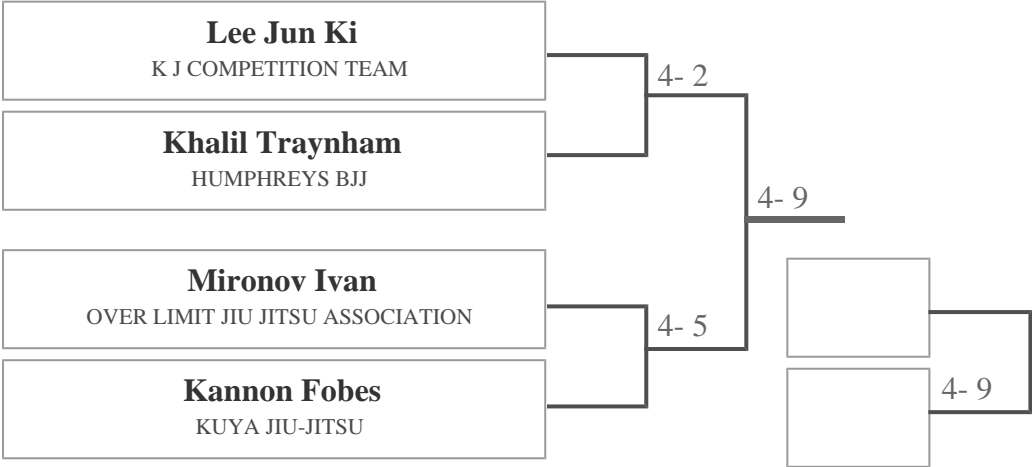 Lee Jun Ki
K J COMPETITION TEAM
4- 2
Khalil Traynham
HUMPHREYS BJJ
4- 9
Mironov Ivan
OVER LIMIT JIU JITSU ASSOCIATION
4- 5
Kannon Fobes
KUYA JIU-JITSU
4- 9